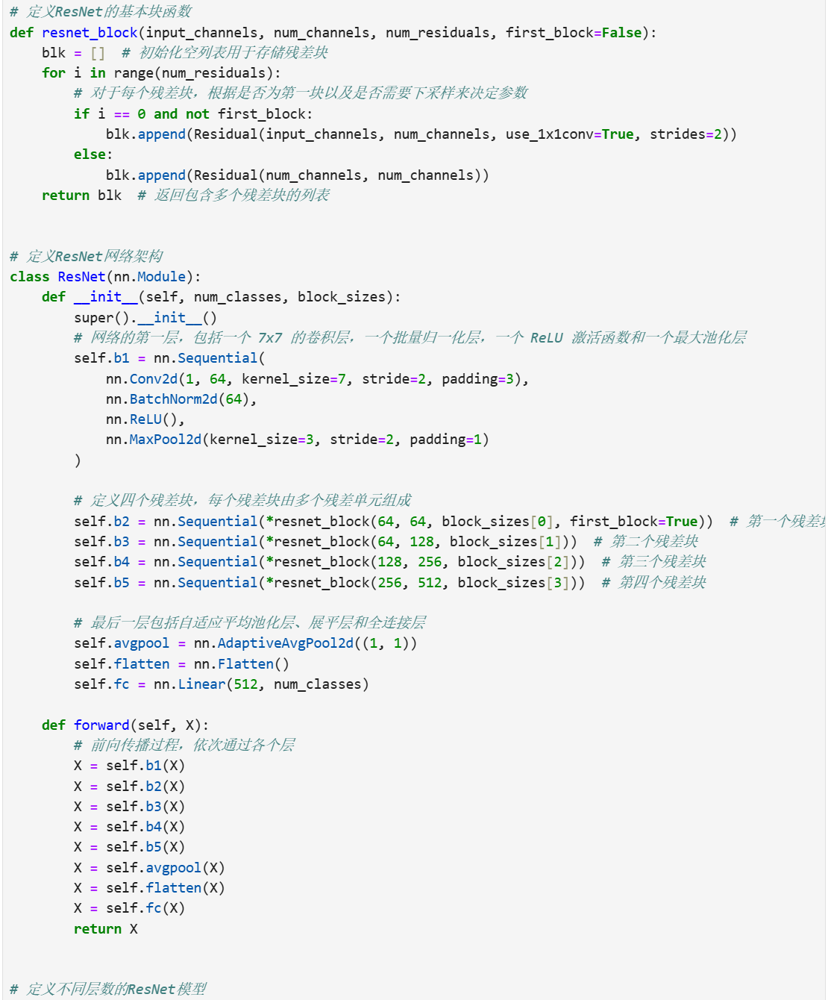 # 定义ResNet的基本块函数
def resnet_block(input_channels, num_channels, num_residuals, first_block=False):
    blk = []  # 初始化空列表用于存储残差块
    for i in range(num_residuals):
        # 对于每个残差块，根据是否为第一块以及是否需要下采样来决定参数
        if i == 0 and not first_block:
            blk.append(Residual(input_channels, num_channels, use_1x1conv=True, strides=2))
        else:
            blk.append(Residual(num_channels, num_channels))
    return blk  # 返回包含多个残差块的列表
# 定义ResNet网络架构
class ResNet(nn.Module):
    def __init__(self, num_classes, block_sizes):
        super().__init__()
        # 网络的第一层，包括一个 7x7 的卷积层，一个批量归一化层，一个 ReLU 激活函数和一个最大池化层
        self.b1 = nn.Sequential(
            nn.Conv2d(1, 64, kernel_size=7, stride=2, padding=3),
            nn.BatchNorm2d(64),
            nn.ReLU(),
            nn.MaxPool2d(kernel_size=3, stride=2, padding=1)
        )
        # 定义四个残差块，每个残差块由多个残差单元组成
        self.b2 = nn.Sequential(*resnet_block(64, 64, block_sizes[0], first_block=True))  # 第一个残差
        self.b3 = nn.Sequential(*resnet_block(64, 128, block_sizes[1]))  # 第二个残差块
        self.b4 = nn.Sequential(*resnet_block(128, 256, block_sizes[2]))  # 第三个残差块
        self.b5 = nn.Sequential(*resnet_block(256, 512, block_sizes[3]))  # 第四个残差块
        # 最后一层包括自适应平均池化层、展平层和全连接层
        self.avgpool = nn.AdaptiveAvgPool2d((1, 1))
        self.flatten = nn.Flatten()
        self.fc = nn.Linear(512, num_classes)
    def forward(self, X):
        # 前向传播过程，依次通过各个层
        X = self.b1(X)
        X = self.b2(X)
        X = self.b3(X)
        X = self.b4(X)
        X = self.b5(X)
        X = self.avgpool(X)
        X = self.flatten(X)
        X = self.fc(X)
        return X
# 定义不同层数的ResNet模型